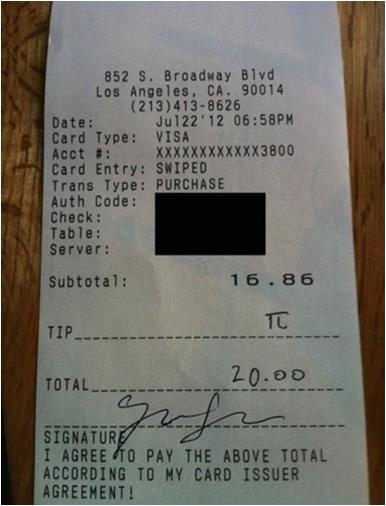 852 S. Broadway Blvd
Los Angeles, CA. 90014
(213)413-8626
Date: Jul22'12 06:58PM
Card Type: VISA
Acct #: XXXXXXXXXXXX3800
Card Entry: SWIPED
Trans Type: PURCHASE
Auth Code:
Check:
Table:
Server:
Subtotal: 16.86
TIP π
TOTAL 20.00
SIGNATURE
I AGREE TO PAY THE ABOVE TOTAL
ACCORDING TO MY CARD ISSUER
AGREEMENT!